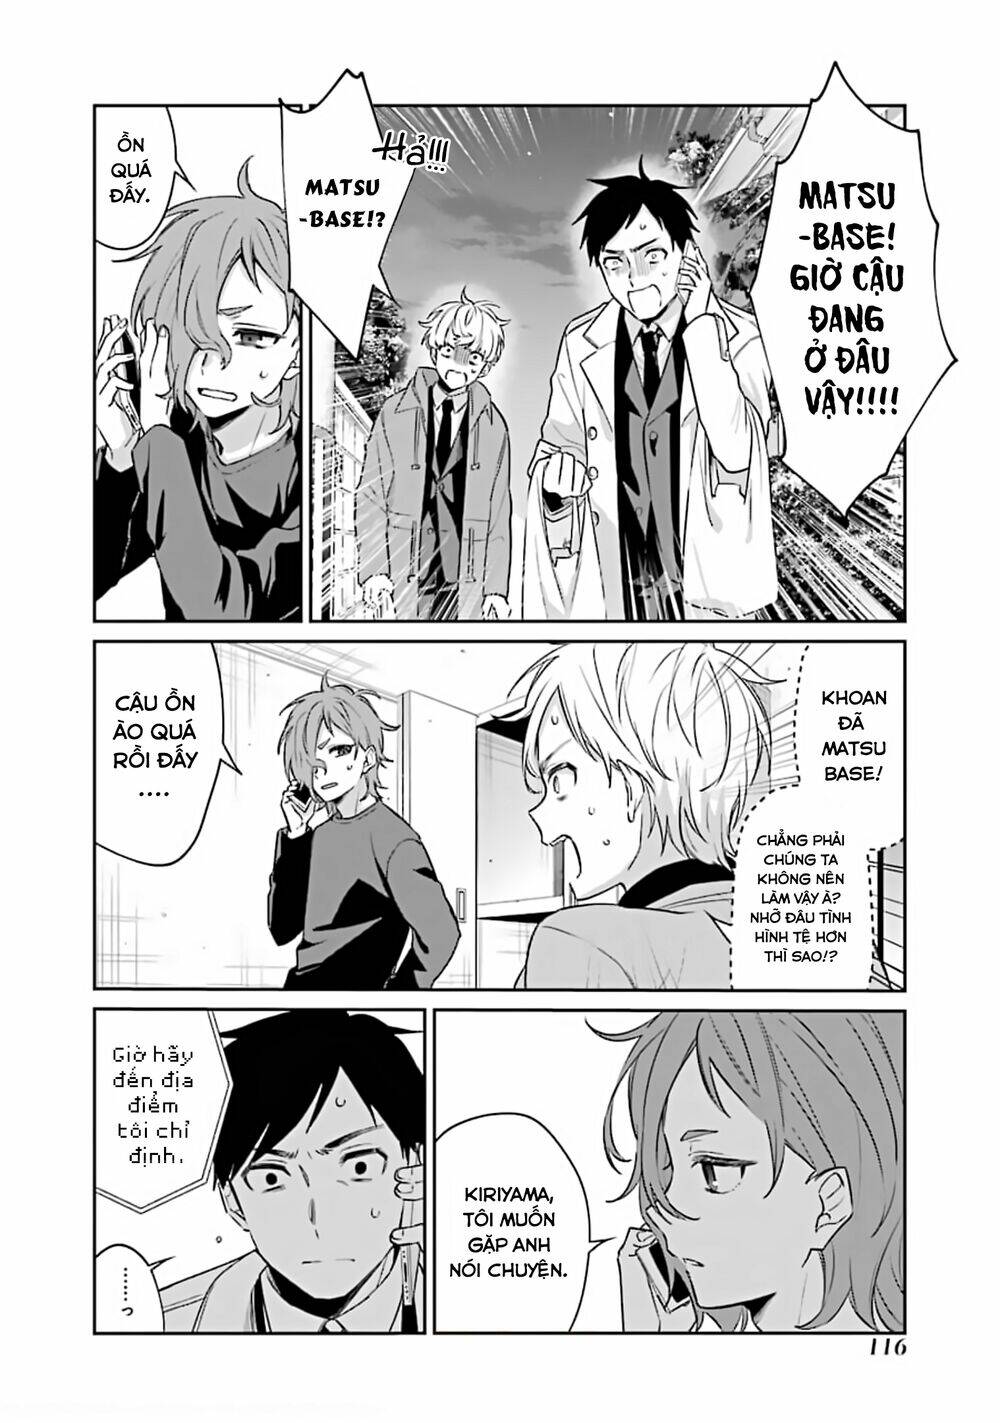 MATSU
-BASE!
GIỜ CẬU
ĐANG
Ở ĐÂU
VẬY!!!!
HẢ!!!
MATSU
-BASE!?
ỒN
QUÁ
ĐẤY.
KHOAN
ĐÃ
MATSU
BASE!
CHẲNG PHẢI
CHÚNG TA
KHÔNG NÊN
LÀM VẬY À?
NHỠ ĐÂU TÌNH
HÌNH TỆ HƠN
THÌ SAO!?
CẬU ỒN
ÀO QUÁ
RỒI ĐẤY
....
KIRIYAMA,
TÔI MUỐN
GẶP ANH
NÓI CHUYỆN.
Giờ hãy
đến địa
điểm
tôi chỉ
định.
……っ
116